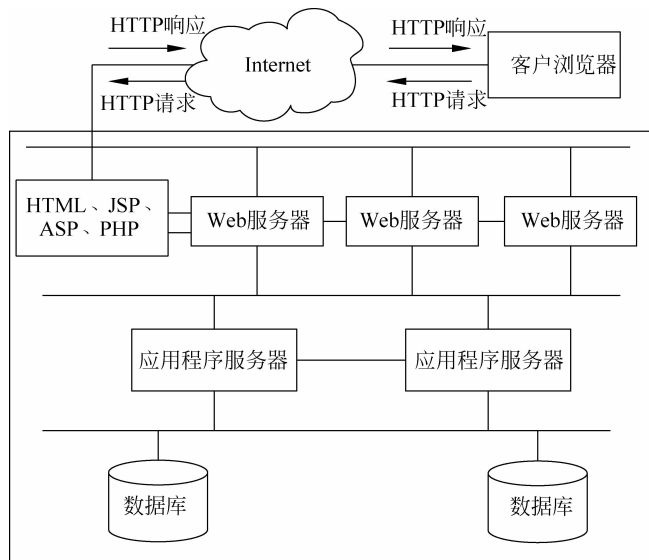 HTTP响应
HTTP响应
Internet
客户浏览器
HTTP请求
HTTP请求
HTML、JSP、
ASP、PHP
Web服务器
Web服务器
Web服务器
应用程序服务器
应用程序服务器
数据库
数据库